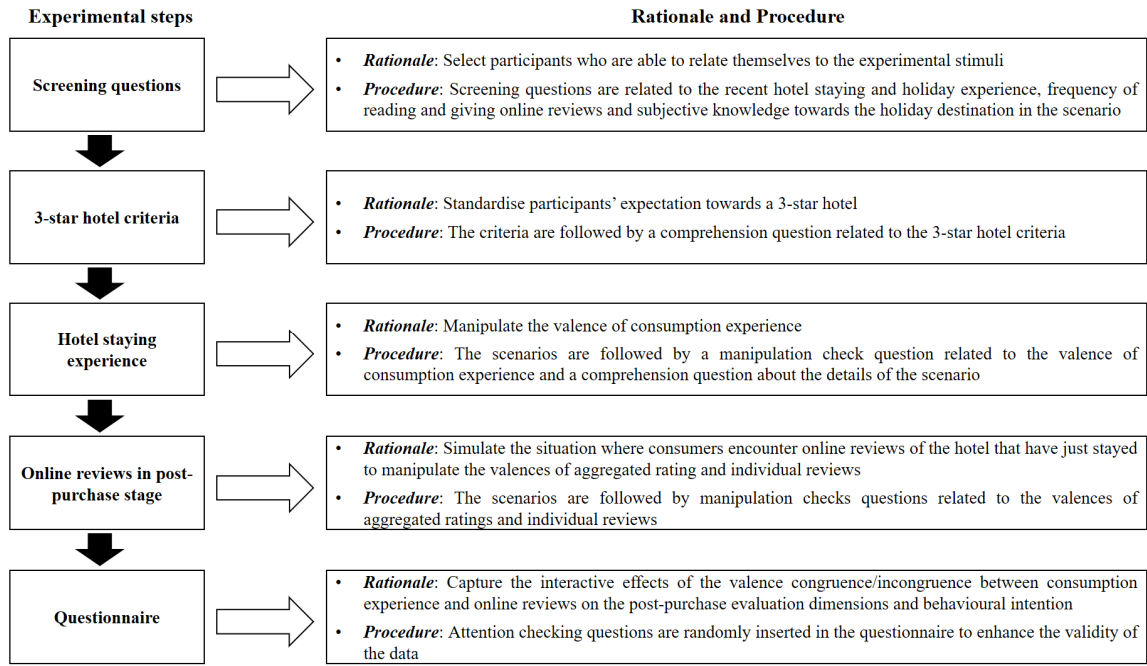 Experimental steps
Rationale and Procedure
Screening questions
• Rationale: Select participants who are able to relate themselves to the experimental stimuli
• Procedure: Screening questions are related to the recent hotel staying and holiday experience, frequency of
reading and giving online reviews and subjective knowledge towards the holiday destination in the scenario
3-star hotel criteria
• Rationale: Standardise participants' expectation towards a 3-star hotel
• Procedure: The criteria are followed by a comprehension question related to the 3-star hotel criteria
Hotel staying
experience
• Rationale: Manipulate the valence of consumption experience
• Procedure: The scenarios are followed by a manipulation check question related to the valence of
consumption experience and a comprehension question about the details of the scenario
Online reviews in post-
purchase stage
• Rationale: Simulate the situation where consumers encounter online reviews of the hotel that have just stayed
to manipulate the valences of aggregated rating and individual reviews
• Procedure: The scenarios are followed by manipulation checks questions related to the valences of
aggregated ratings and individual reviews
Questionnaire
• Rationale: Capture the interactive effects of the valence congruence/incongruence between consumption
experience and online reviews on the post-purchase evaluation dimensions and behavioural intention
• Procedure: Attention checking questions are randomly inserted in the questionnaire to enhance the validity of
the data